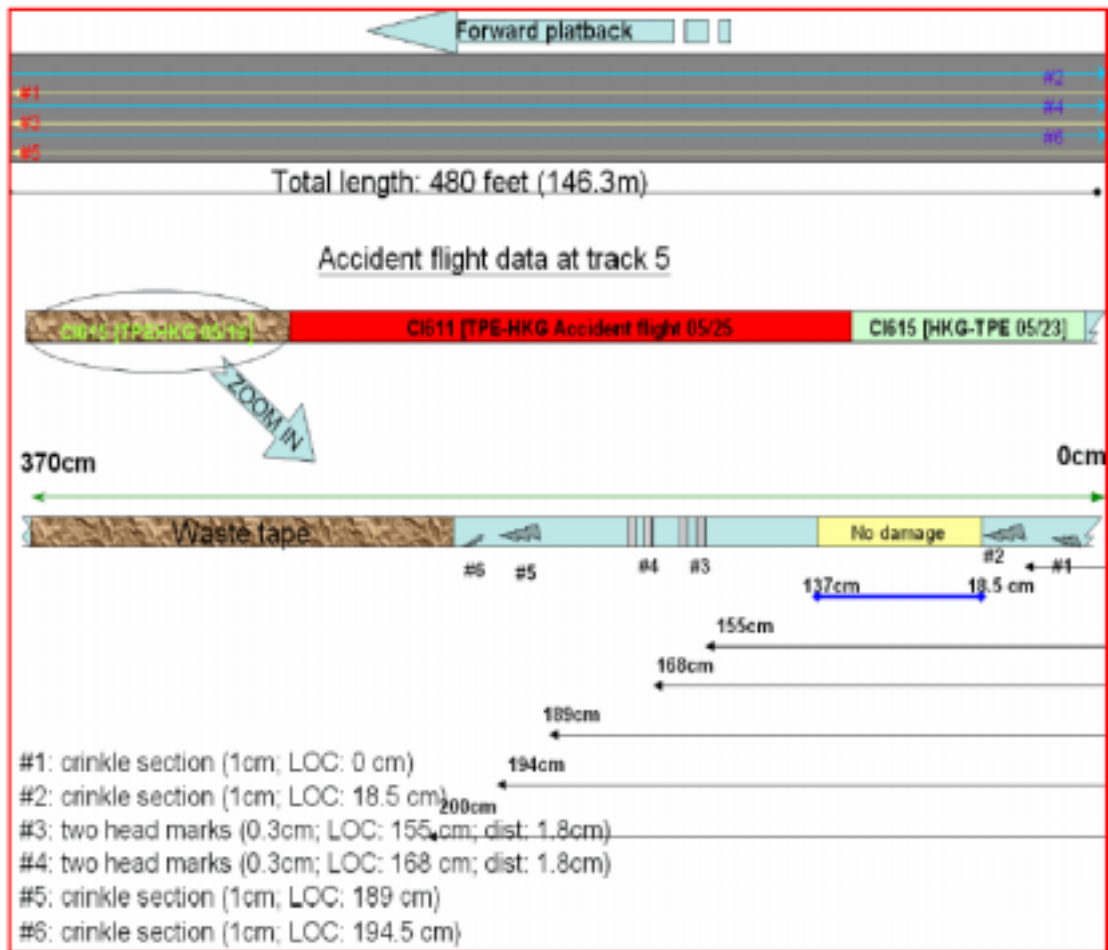 Forward platback
#2
#1
#4
#3
#6
#5
Total length: 480 feet (146.3m)
Accident flight data at track 5
CI615 [TPEHKG 05/16]
CI611 [TPE-HKG Accident flight 05/25
CI615 [HKG-TPE 05/23]
ZOOM IN
370cm
0cm
Waste tape
No damage
#6
#5
#4
#3
#2
#1
137cm
18.5 cm
155cm
168cm
189cm
194cm
200cm
#1: crinkle section (1cm; LOC: 0 cm)
#2: crinkle section (1cm; LOC: 18.5 cm)
#3: two head marks (0.3cm; LOC: 155 cm; dist: 1.8cm)
#4: two head marks (0.3cm; LOC: 168 cm; dist: 1.8cm)
#5: crinkle section (1cm; LOC: 189 cm)
#6: crinkle section (1cm; LOC: 194.5 cm)